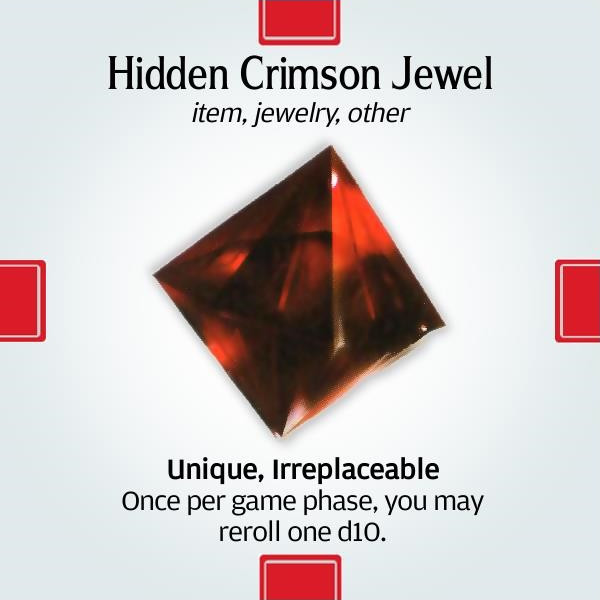 Hidden Crimson Jewel
item, jewelry, other
Unique, Irreplaceable
Once per game phase, you may
reroll one d10.